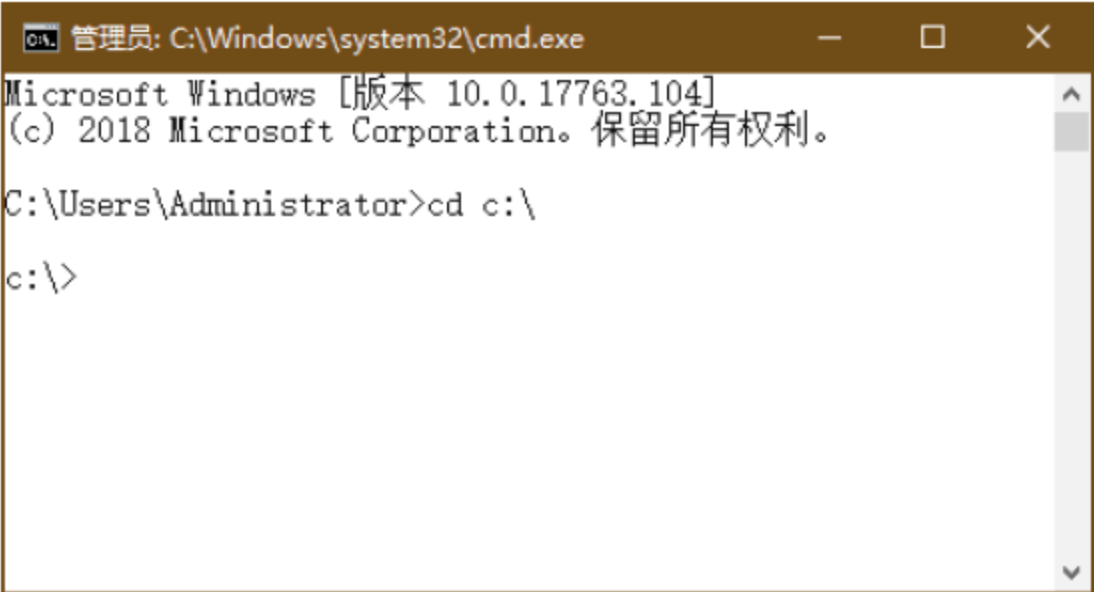 管理员: C:\Windows\system32\cmd.exe
Microsoft Windows [版本 10.0.17763.104]
(c) 2018 Microsoft Corporation。保留所有权利。
C:\Users\Administrator>cd c:\
c:\>